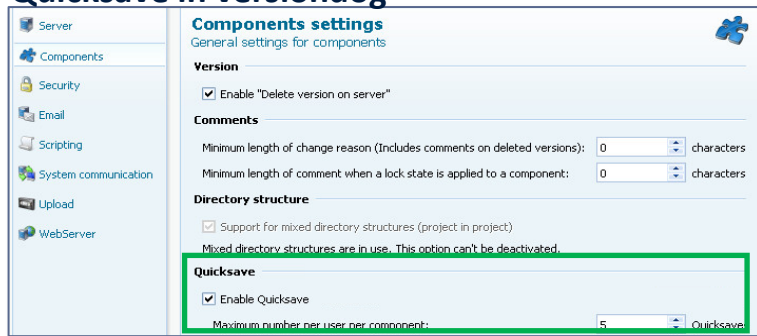 Quicksave in versiondog
Server
Components
Security
Email
Scripting
System communication
Upload
WebServer
Components settings
General settings for components
Version
Enable "Delete version on server"
Comments
Minimum length of change reason (Includes comments on deleted versions): 0 characters
Minimum length of comment when a lock state is applied to a component: 0 characters
Directory structure
Support for mixed directory structures (project in project)
Mixed directory structures are in use. This option can't be deactivated.
Quicksave
Enable Quicksave
Maximum number per user per component: 5 Quicksaves